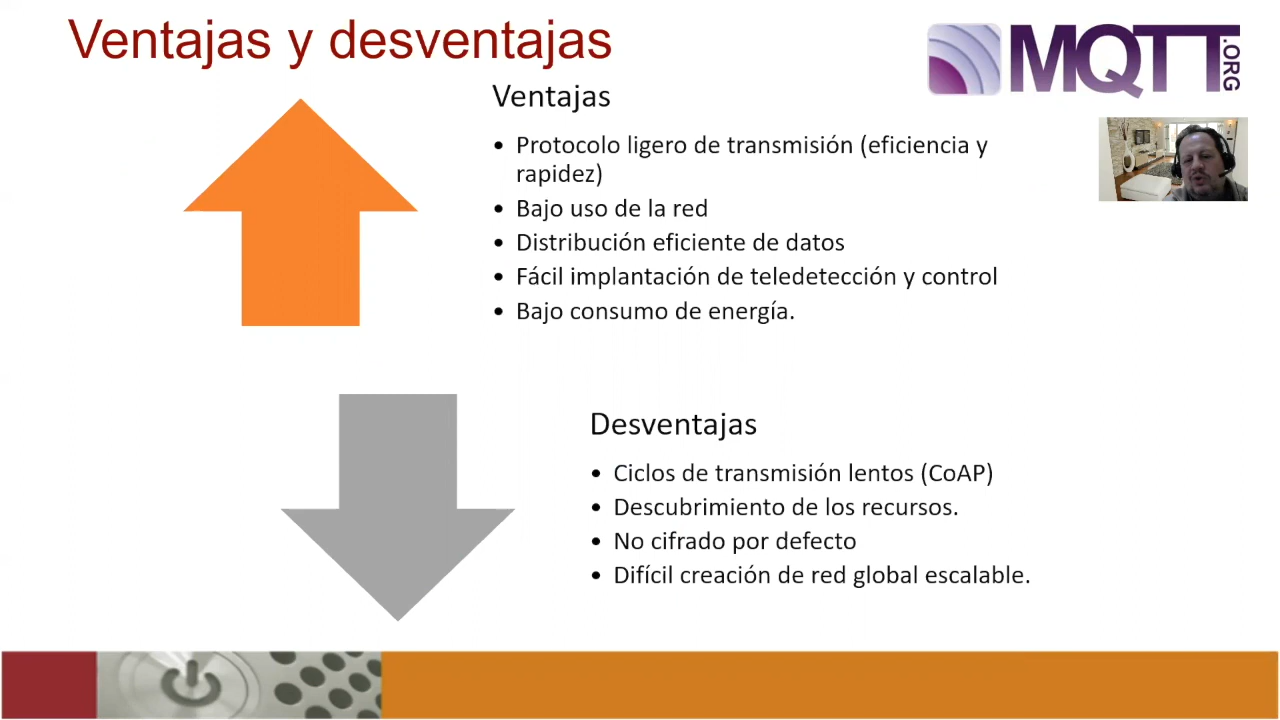 Ventajas y desventajas
MQTT.ORG
Ventajas
• Protocolo ligero de transmisión (eficiencia y
rapidez)
• Bajo uso de la red
• Distribución eficiente de datos
• Fácil implantación de teledetección y control
• Bajo consumo de energía.
Desventajas
• Ciclos de transmisión lentos (CoAP)
• Descubrimiento de los recursos.
• No cifrado por defecto
• Difícil creación de red global escalable.